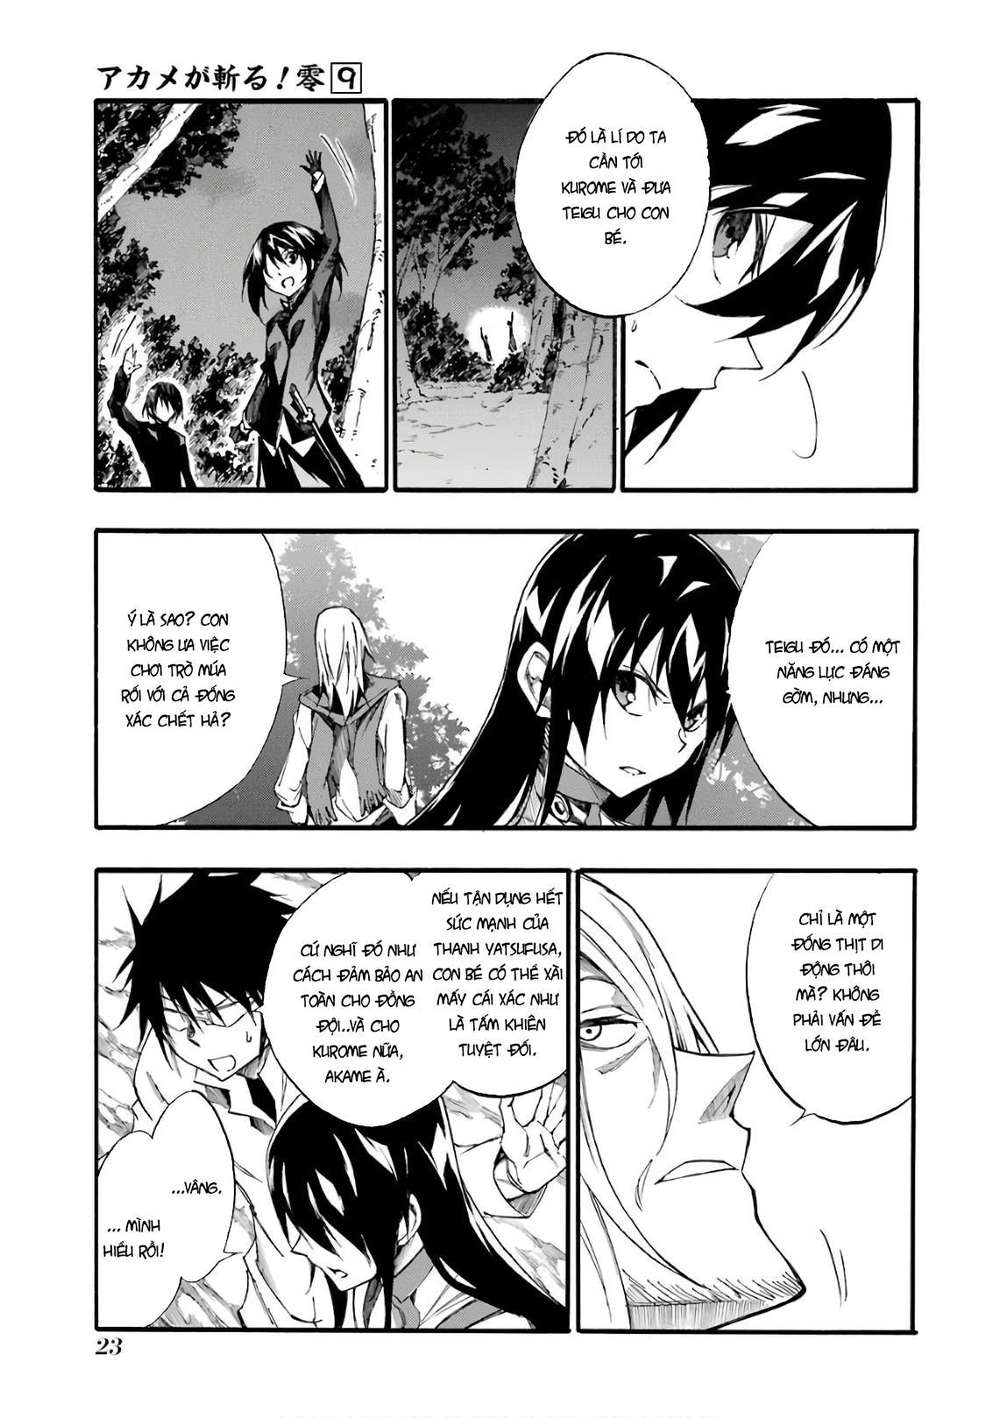 アカメが斬る！零 9
ĐÓ LÀ LÍ DO TA
CẦN TỚI
KUROME VÀ ĐƯA
TEIGU CHO CON
BÉ.
TEIGU ĐÓ... CÓ MỘT
NĂNG LỰC ĐÁNG
GỜM, NHƯNG...
Ý LÀ SAO? CON
KHÔNG ƯA VIỆC
CHƠI TRÒ MÚA
RỐI VỚI CẢ ĐỐNG
XÁC CHẾT HẢ?
CHỈ LÀ MỘT
ĐỐNG THỊT DI
ĐỘNG THÔI
MÀ? KHÔNG
PHẢI VẤN ĐỀ
LỚN ĐÂU.
NẾU TẬN DỤNG HẾT
SỨC MẠNH CỦA
THANH YATSUFUSA,
CON BÉ CÓ THỂ XÀI
MẤY CÁI XÁC NHƯ
LÀ TẤM KHIÊN
TUYỆT ĐỐI.
CỨ NGHĨ ĐÓ NHƯ
CÁCH ĐẢM BẢO AN
TOÀN CHO ĐỒNG
ĐỘI..VÀ CHO
KUROME NỮA,
AKAME À.
...VÂNG.
... MÌNH
HIỂU RỒI!
23